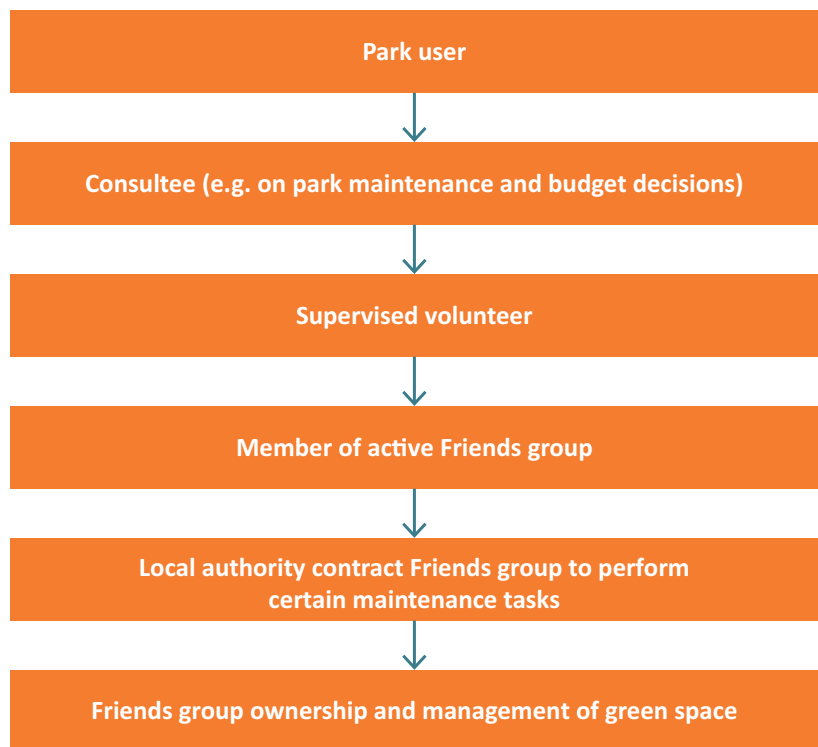 Park user
Consultee (e.g. on park maintenance and budget decisions)
Supervised volunteer
Member of active Friends group
Local authority contract Friends group to perform
certain maintenance tasks
Friends group ownership and management of green space